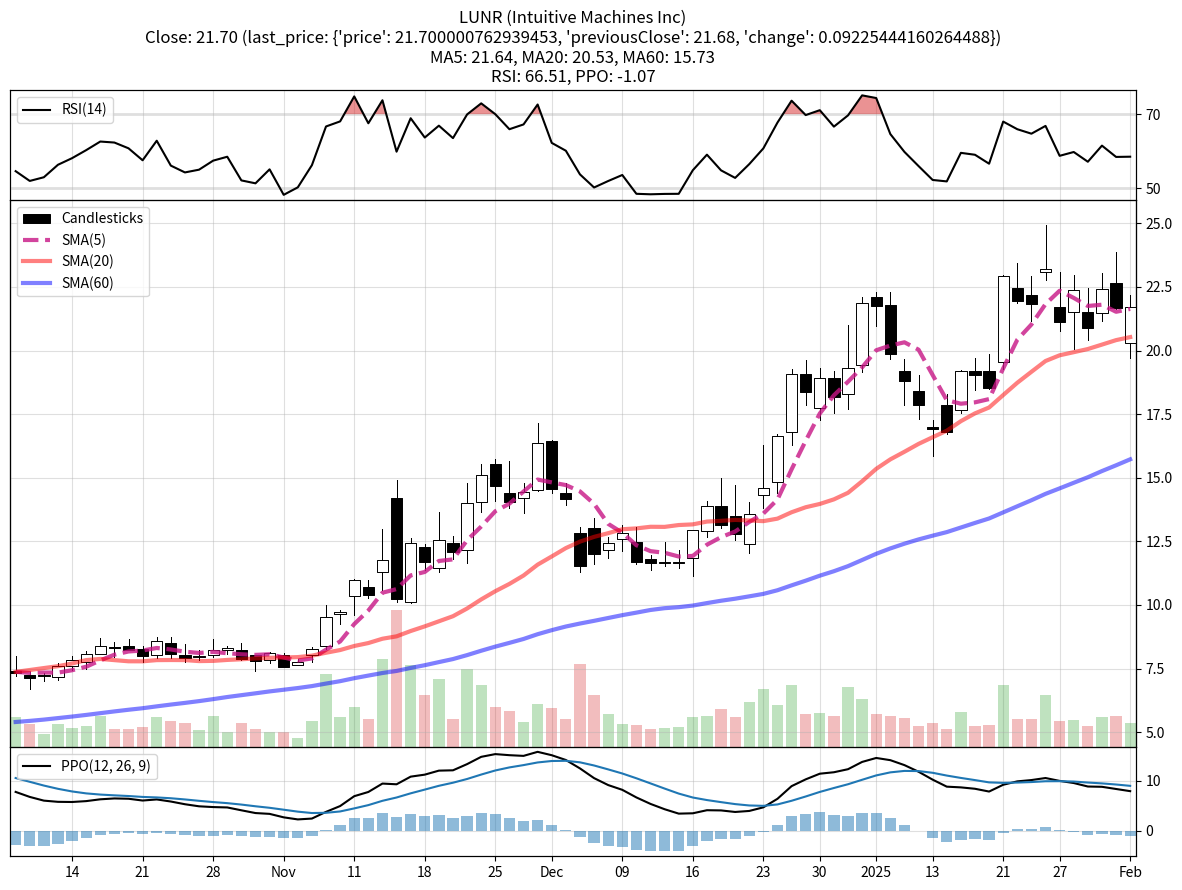 LUNR (Intuitive Machines Inc)
Close: 21.70 (last_price: {'price': 21.700000762939453, 'previousClose': 21.68, 'change': 0.09225444160264488})
MA5: 21.64, MA20: 20.53, MA60: 15.73
RSI: 66.51, PPO: -1.07
RSI(14)
70
50
Candlesticks
SMA(5)
SMA(20)
SMA(60)
25.0
22.5
20.0
17.5
15.0
12.5
10.0
7.5
5.0
PPO(12, 26, 9)
10
0
14 21 28 Nov 11 18 25 Dec 09 16 23 30 2025 13 21 27 Feb